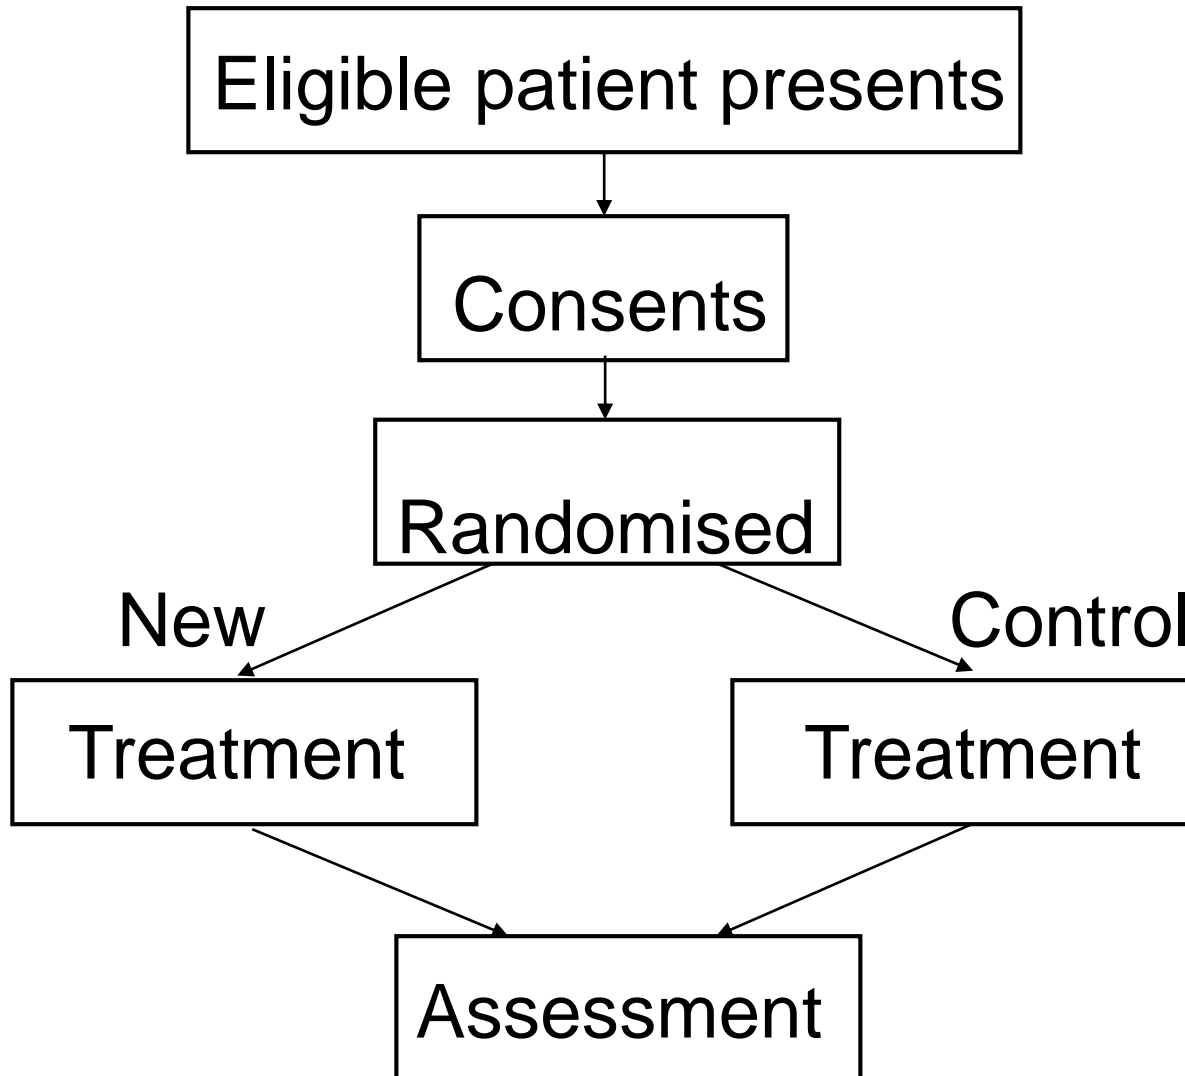 Eligible patient presents
Consents
Randomised
New
Control
Treatment
Treatment
Assessment